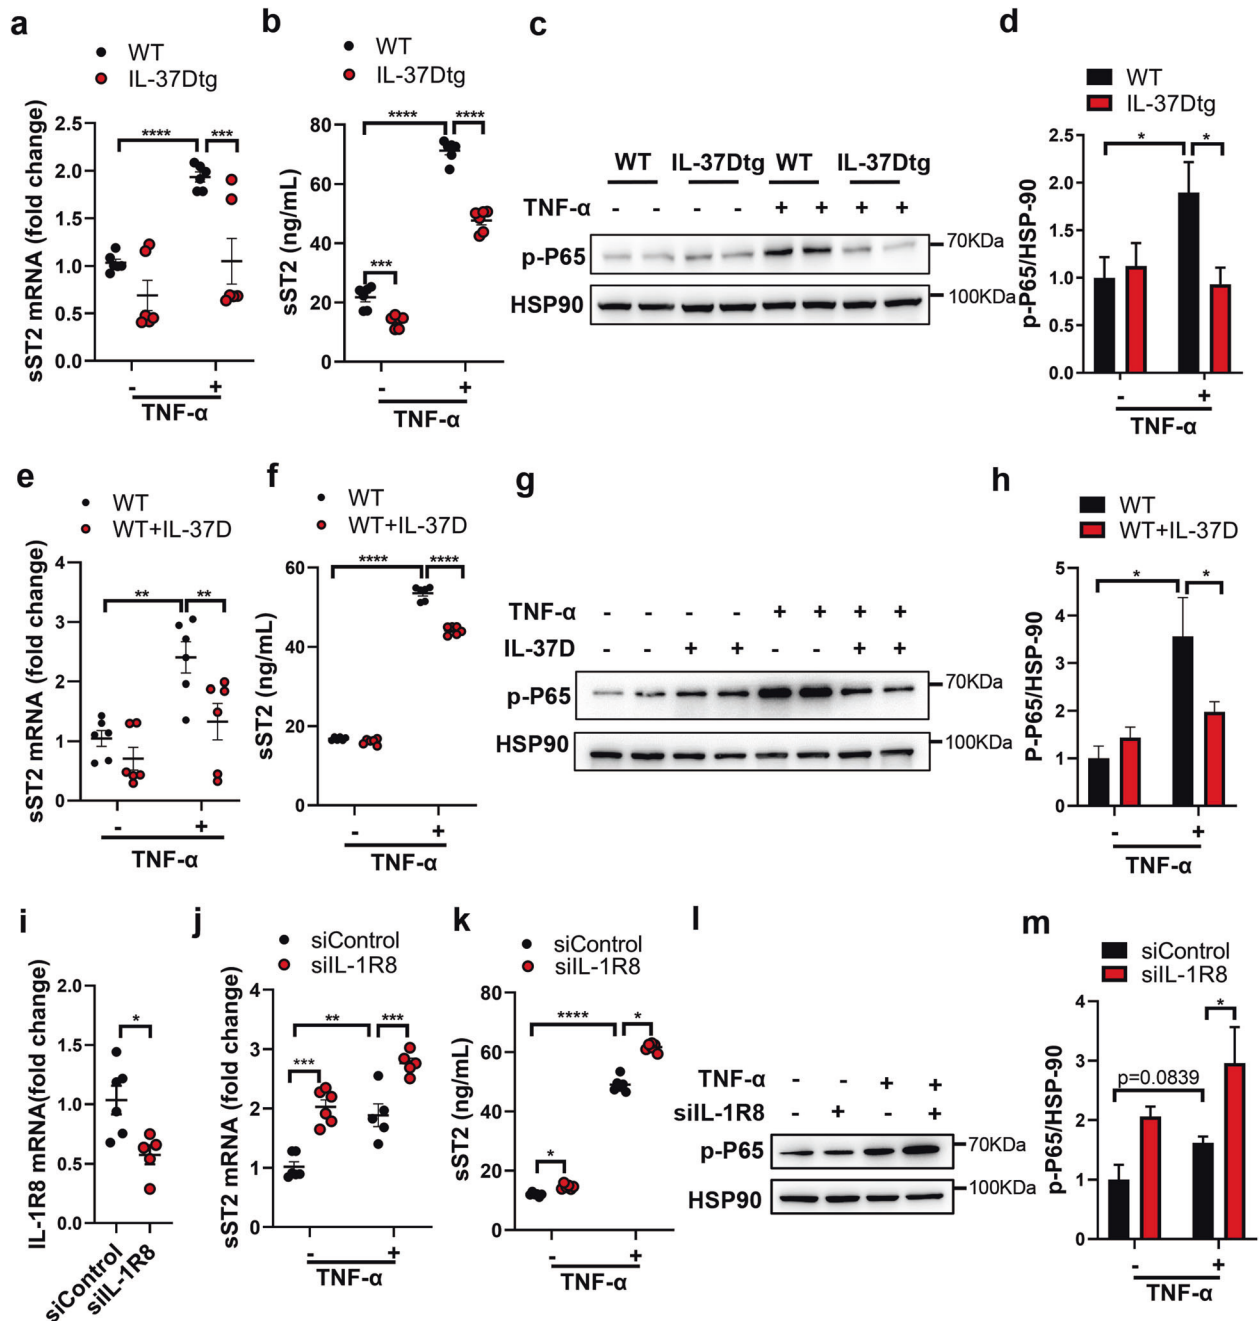 a
WT
IL-37Dtg
sST2 mRNA (fold change)
2.5
2.0
1.5
1.0
0.5
0.0
****
***
- +
TNF-α
b
WT
IL-37Dtg
sST2 (ng/mL)
80
60
40
20
0
****
****
***
- +
TNF-α
c
WT IL-37Dtg WT IL-37Dtg
TNF-α - - - - + + + +
p-P65
70KDa
HSP90
100KDa
d
WT
IL-37Dtg
p-P65/HSP-90
2.5
2.0
1.5
1.0
0.5
0.0
*
*
- +
TNF-α
e
WT
WT+IL-37D
sST2 mRNA (fold change)
4
3
2
1
0
**
**
- +
TNF-α
f
WT
WT+IL-37D
sST2 (ng/mL)
60
40
20
0
****
****
- +
TNF-α
g
TNF-α - - - - + + + +
IL-37D - - + + - - + +
p-P65
70KDa
HSP90
100KDa
h
WT
WT+IL-37D
P-P65/HSP-90
5
4
3
2
1
0
*
*
- +
TNF-α
i
IL-1R8 mRNA(fold change)
2.0
1.5
1.0
0.5
0.0
*
siControl
siIL-1R8
j
siControl
siIL-1R8
sST2 mRNA (fold change)
4
3
2
1
0
**
***
***
- +
TNF-α
k
siControl
siIL-1R8
sST2 (ng/mL)
80
60
40
20
0
****
*
*
- +
TNF-α
l
TNF-α - - + +
siIL-1R8 - + - +
p-P65
70KDa
HSP90
100KDa
m
siControl
siIL-1R8
p-P65/HSP-90
4
3
2
1
0
*
p=0.0839
- +
TNF-α